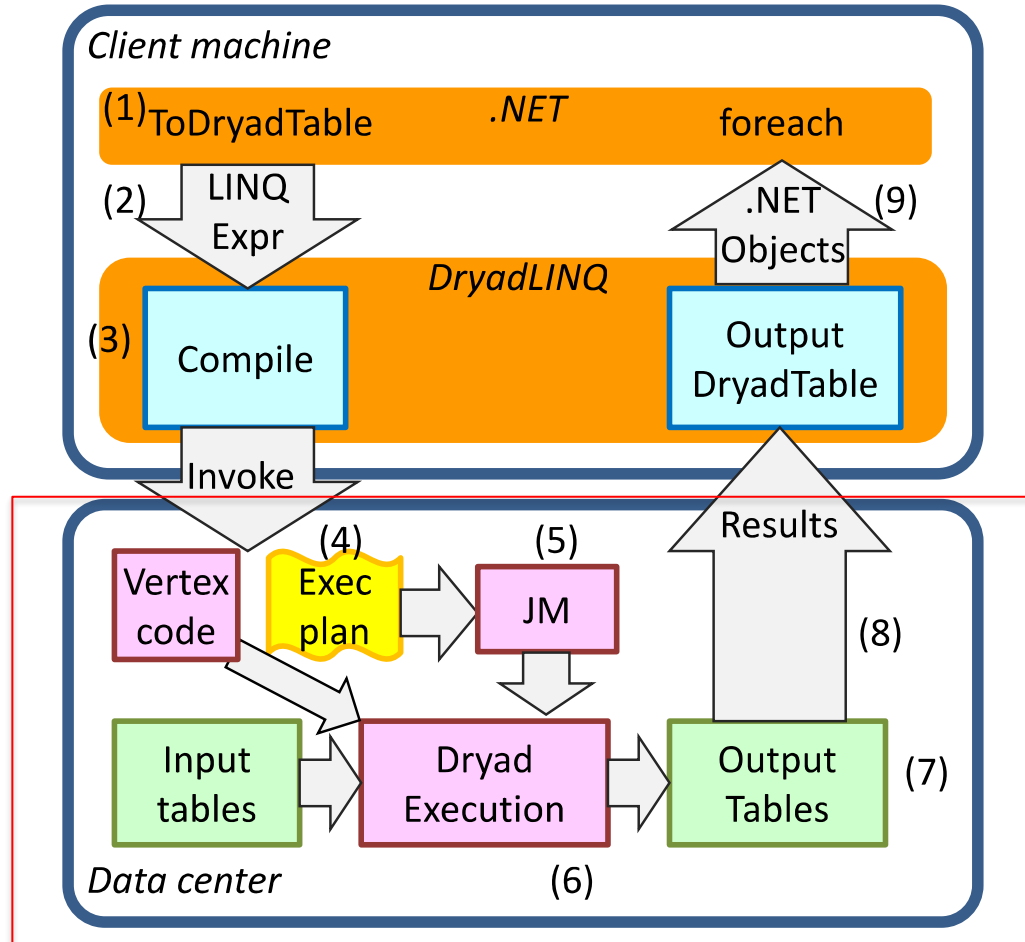 Client machine
(1)
ToDryadTable
.NET
foreach
(2)
LINQ
Expr
.NET
Objects
(9)
DryadLINQ
(3)
Compile
Output
DryadTable
Invoke
Results
(4)
(5)
Vertex
code
Exec
plan
JM
(8)
Input
tables
Dryad
Execution
Output
Tables
(7)
Data center
(6)